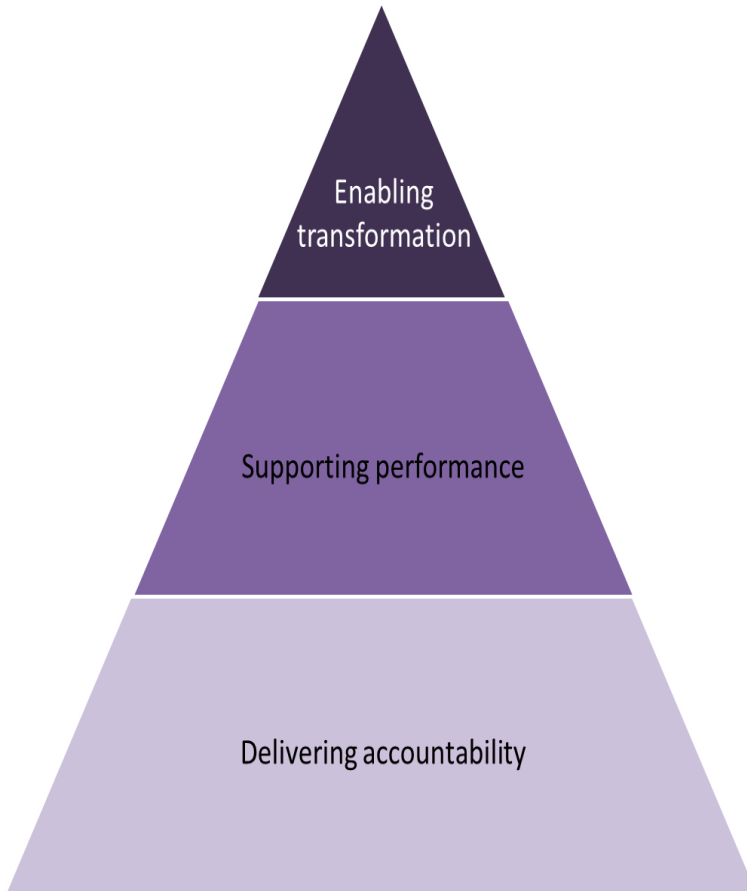 Enabling
transformation
Supporting performance
Delivering accountability